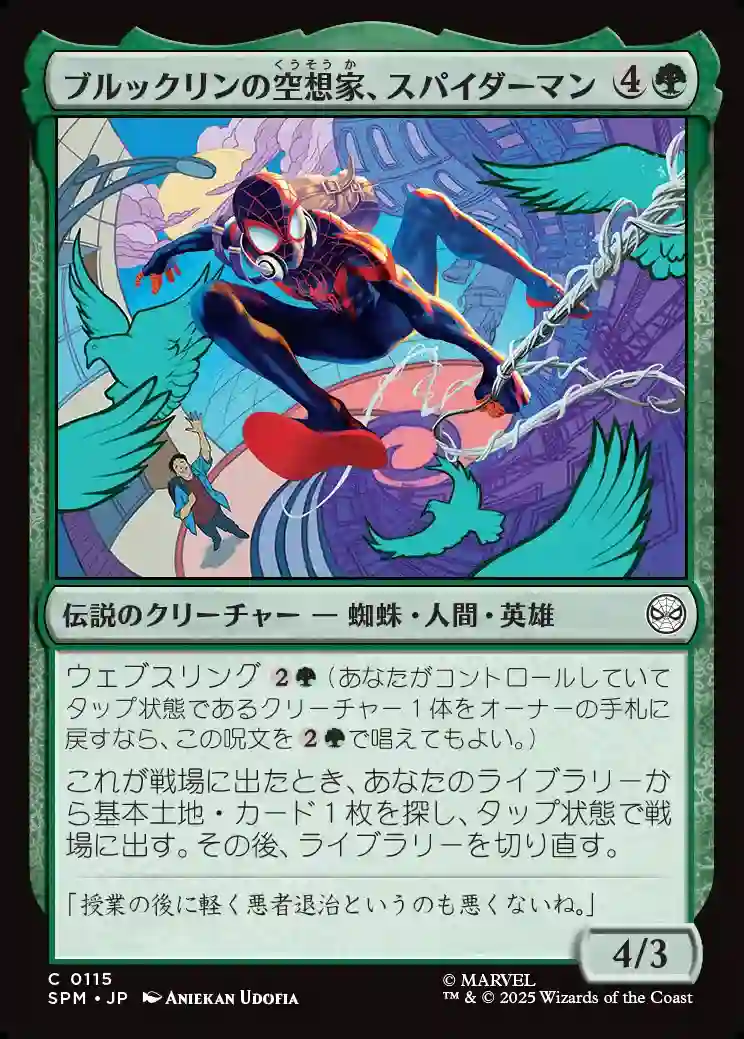 くうそう か
ブルックリンの空想家、スパイダーマン 4
伝説のクリーチャー — 蜘蛛・人間・英雄
ウェブスリング 2 (あなたがコントロールしていて
タップ状態であるクリーチャー1体をオーナーの手札に
戻すなら、この呪文を 2 で唱えてもよい。)
これが戦場に出たとき、あなたのライブラリーか
ら基本土地・カード1枚を探し、タップ状態で戦
場に出す。その後、ライブラリーを切り直す。
「授業の後に軽く悪者退治というのも悪くないね。」
4/3
C 0115
SPM・JP ANIEKAN UDOFIA
© MARVEL
™ & © 2025 Wizards of the Coast